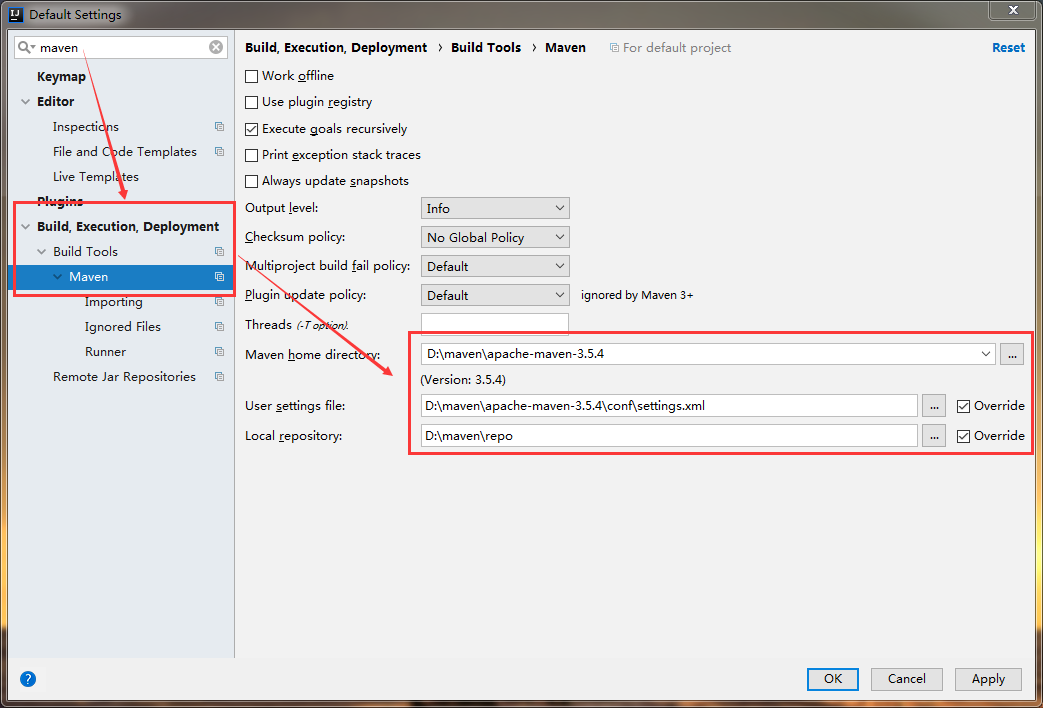 IJ Default Settings X
maven
Keymap
Editor
Inspections
File and Code Templates
Live Templates
Plugins
Build, Execution, Deployment
Build Tools
Maven
Importing
Ignored Files
Runner
Remote Jar Repositories
Build, Execution, Deployment › Build Tools › Maven For default project Reset
Work offline
Use plugin registry
Execute goals recursively
Print exception stack traces
Always update snapshots
Output level: Info
Checksum policy: No Global Policy
Multiproject build fail policy: Default
Plugin update policy: Default ignored by Maven 3+
Threads (-T option):
Maven home directory: D:\maven\apache-maven-3.5.4 ...
(Version: 3.5.4)
User settings file: D:\maven\apache-maven-3.5.4\conf\settings.xml ... Override
Local repository: D:\maven\repo ... Override
? OK Cancel Apply